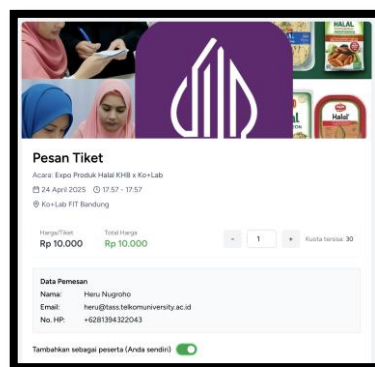 HALAL
Halal
Pesan Tiket
Acara: Expo Produk Halal KHB x Ko+Lab
24 April 2025 17.57 - 17.57
Ko+Lab FIT Bandung
Harga/Tiket Total Harga
Rp 10.000 Rp 10.000 - 1 + Kuota tersisa: 30
Data Pemesan
Nama: Heru Nugroho
Email: heru@tass.telkomuniversity.ac.id
No. HP: +6281394322043
Tambahkan sebagai peserta (Anda sendiri)